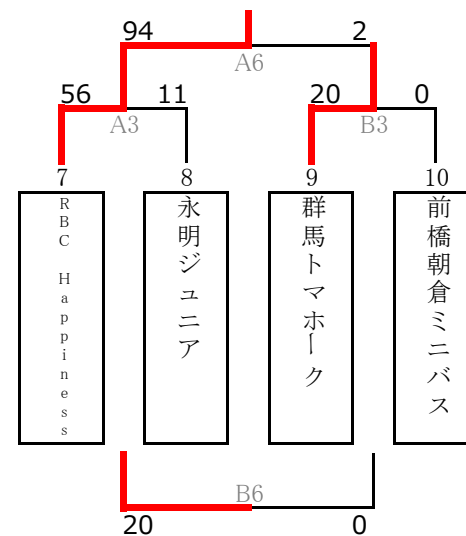 94 2
A6
56 11 20 0
A3 B3
7 8 9 10
RBC Happiness
永明ジュニア
群馬トマホーク
前橋朝倉ミニバス
B6
20 0